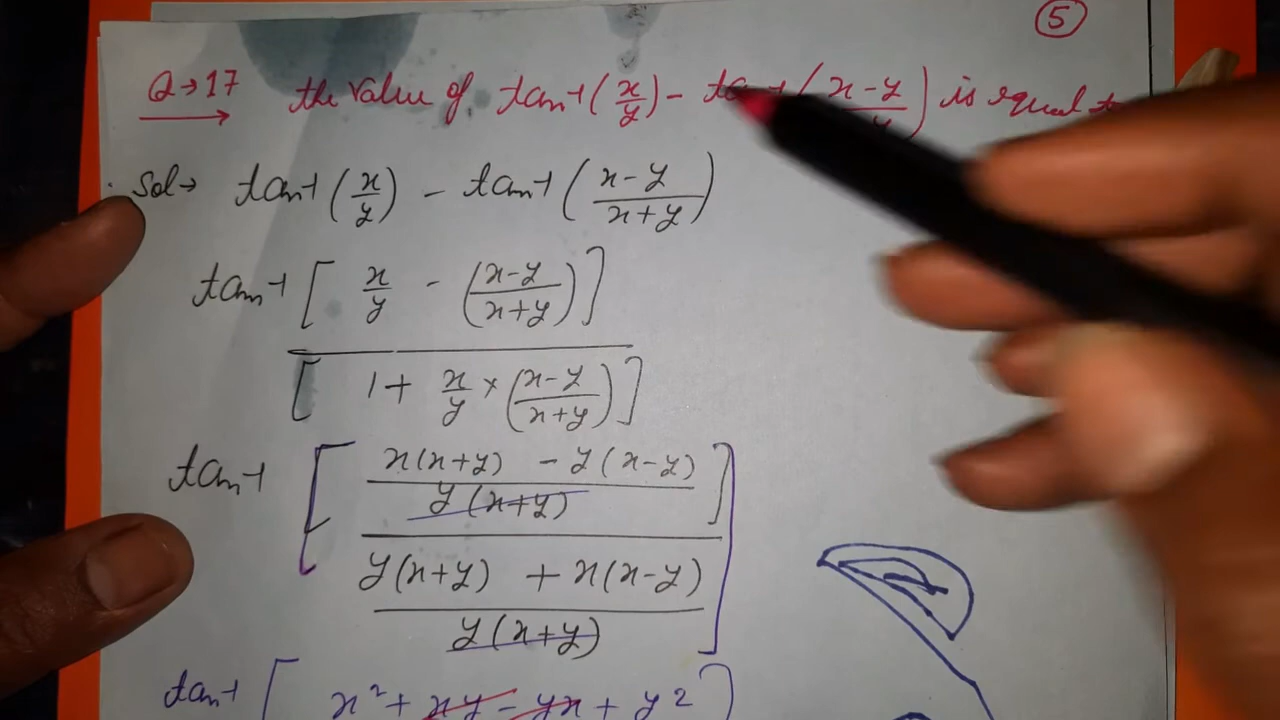 5
Q→17 the value of tan-1(x/y) - tan-1(x-y/ y) is equal
Sol→ tan-1(x/y) - tan-1(x-y/x+y)
tan-1[ x/y - (x-y/x+y)]
[ 1+ x/y × (x-y/x+y)]
tan-1 [ x(x+y) - y(x-y)
y(x+y) ]
y(x+y) + x(x-y)
y(x+y)
tan-1 [ x² + xy - yx + y² ]